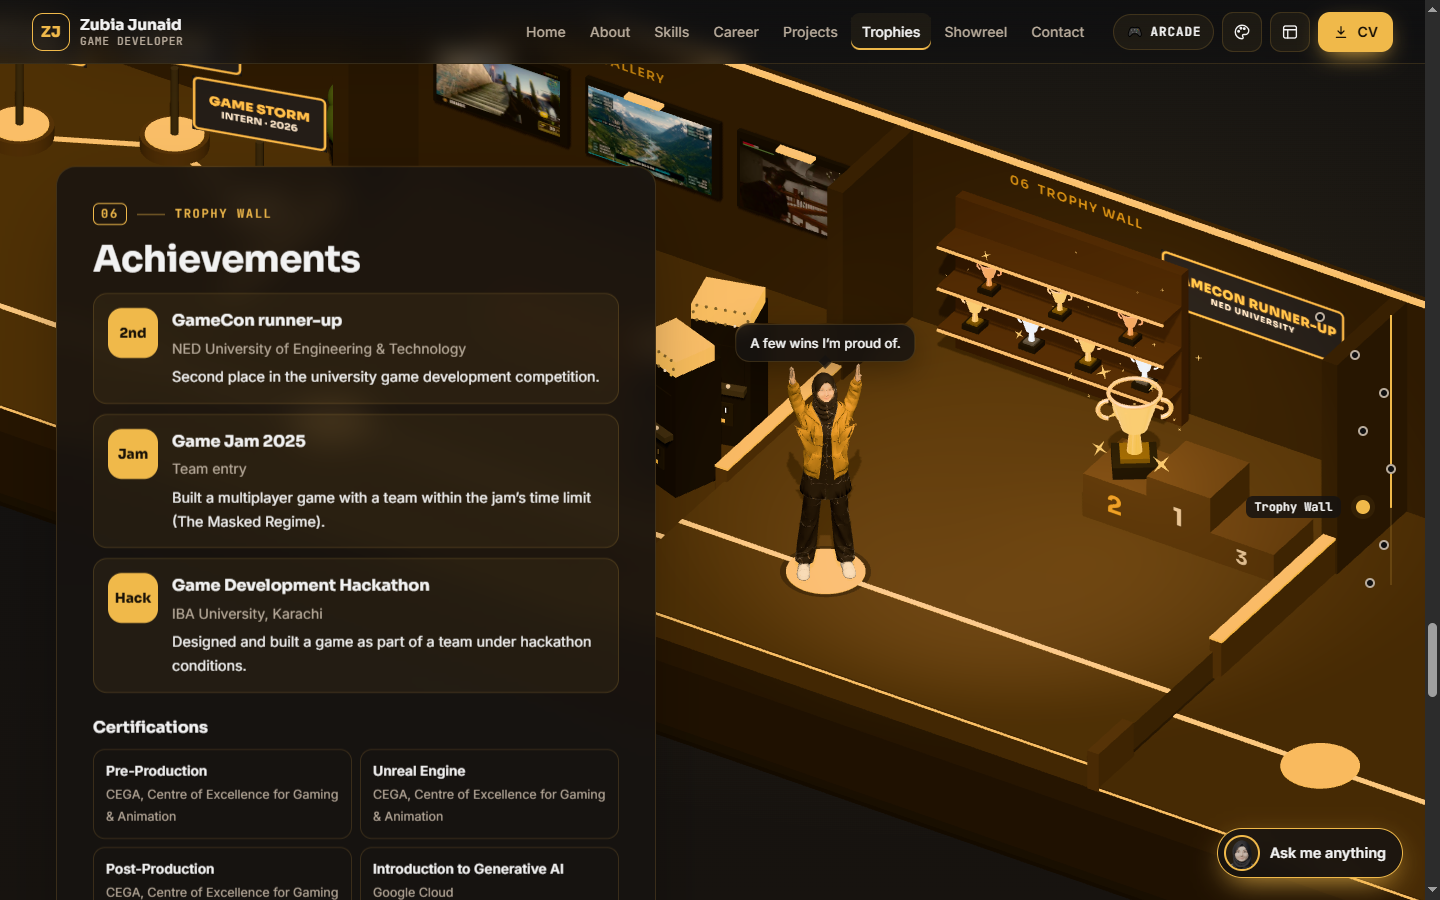 ZJ
Zubia Junaid
GAME DEVELOPER
Home
About
Skills
Career
Projects
Trophies
Showreel
Contact
ARCADE
CV
GAME STORM
INTERN · 2026
ALLERY
06 TROPHY WALL
AMECON RUNNER-UP
NED UNIVERSITY
06
TROPHY WALL
Achievements
2nd
GameCon runner-up
NED University of Engineering & Technology
Second place in the university game development competition.
Jam
Game Jam 2025
Team entry
Built a multiplayer game with a team within the jam's time limit
(The Masked Regime).
Hack
Game Development Hackathon
IBA University, Karachi
Designed and built a game as part of a team under hackathon
conditions.
Certifications
Pre-Production
CEGA, Centre of Excellence for Gaming
& Animation
Unreal Engine
CEGA, Centre of Excellence for Gaming
& Animation
Post-Production
CEGA, Centre of Excellence for Gaming
Introduction to Generative AI
Google Cloud
A few wins I'm proud of.
2
1
3
Trophy Wall
Ask me anything